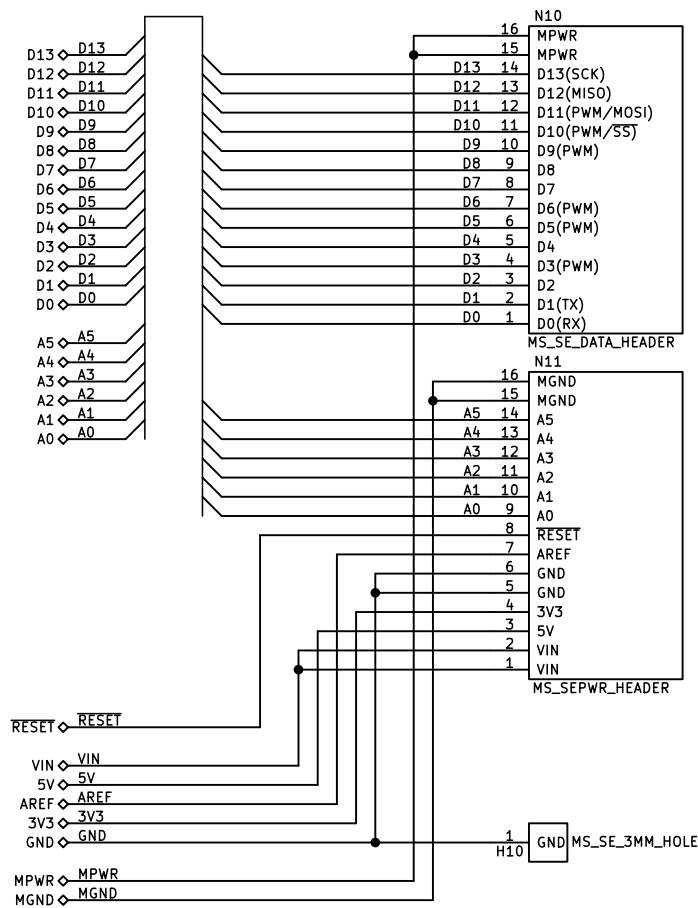 N10
16 MPWR
15 MPWR
D13 D13
D13 14 D13(SCK)
D12 D12
D12 13 D12(MISO)
D11 D11
D11 12 D11(PWM/MOSI)
D10 D10
D10 11 D10(PWM/SS)
D9 D9
D9 10 D9(PWM)
D8 D8
D8 9 D8
D7 D7
D7 8 D7
D6 D6
D6 7 D6(PWM)
D5 D5
D5 6 D5(PWM)
D4 D4
D4 5 D4
D3 D3
D3 4 D3(PWM)
D2 D2
D2 3 D2
D1 D1
D1 2 D1(TX)
D0 D0
D0 1 D0(RX)
MS_SE_DATA_HEADER
A5 A5
A4 A4
A3 A3
A2 A2
A1 A1
A0 A0
N11
16 MGND
15 MGND
A5 14 A5
A4 13 A4
A3 12 A3
A2 11 A2
A1 10 A1
A0 9 A0
8 RESET
7 AREF
6 GND
5 GND
4 3V3
3 5V
2 VIN
1 VIN
MS_SEPWR_HEADER
RESET RESET
VIN VIN
5V 5V
AREF AREF
3V3 3V3
GND GND
1 GND MS_SE_3MM_HOLE
H10
MPWR MPWR
MGND MGND